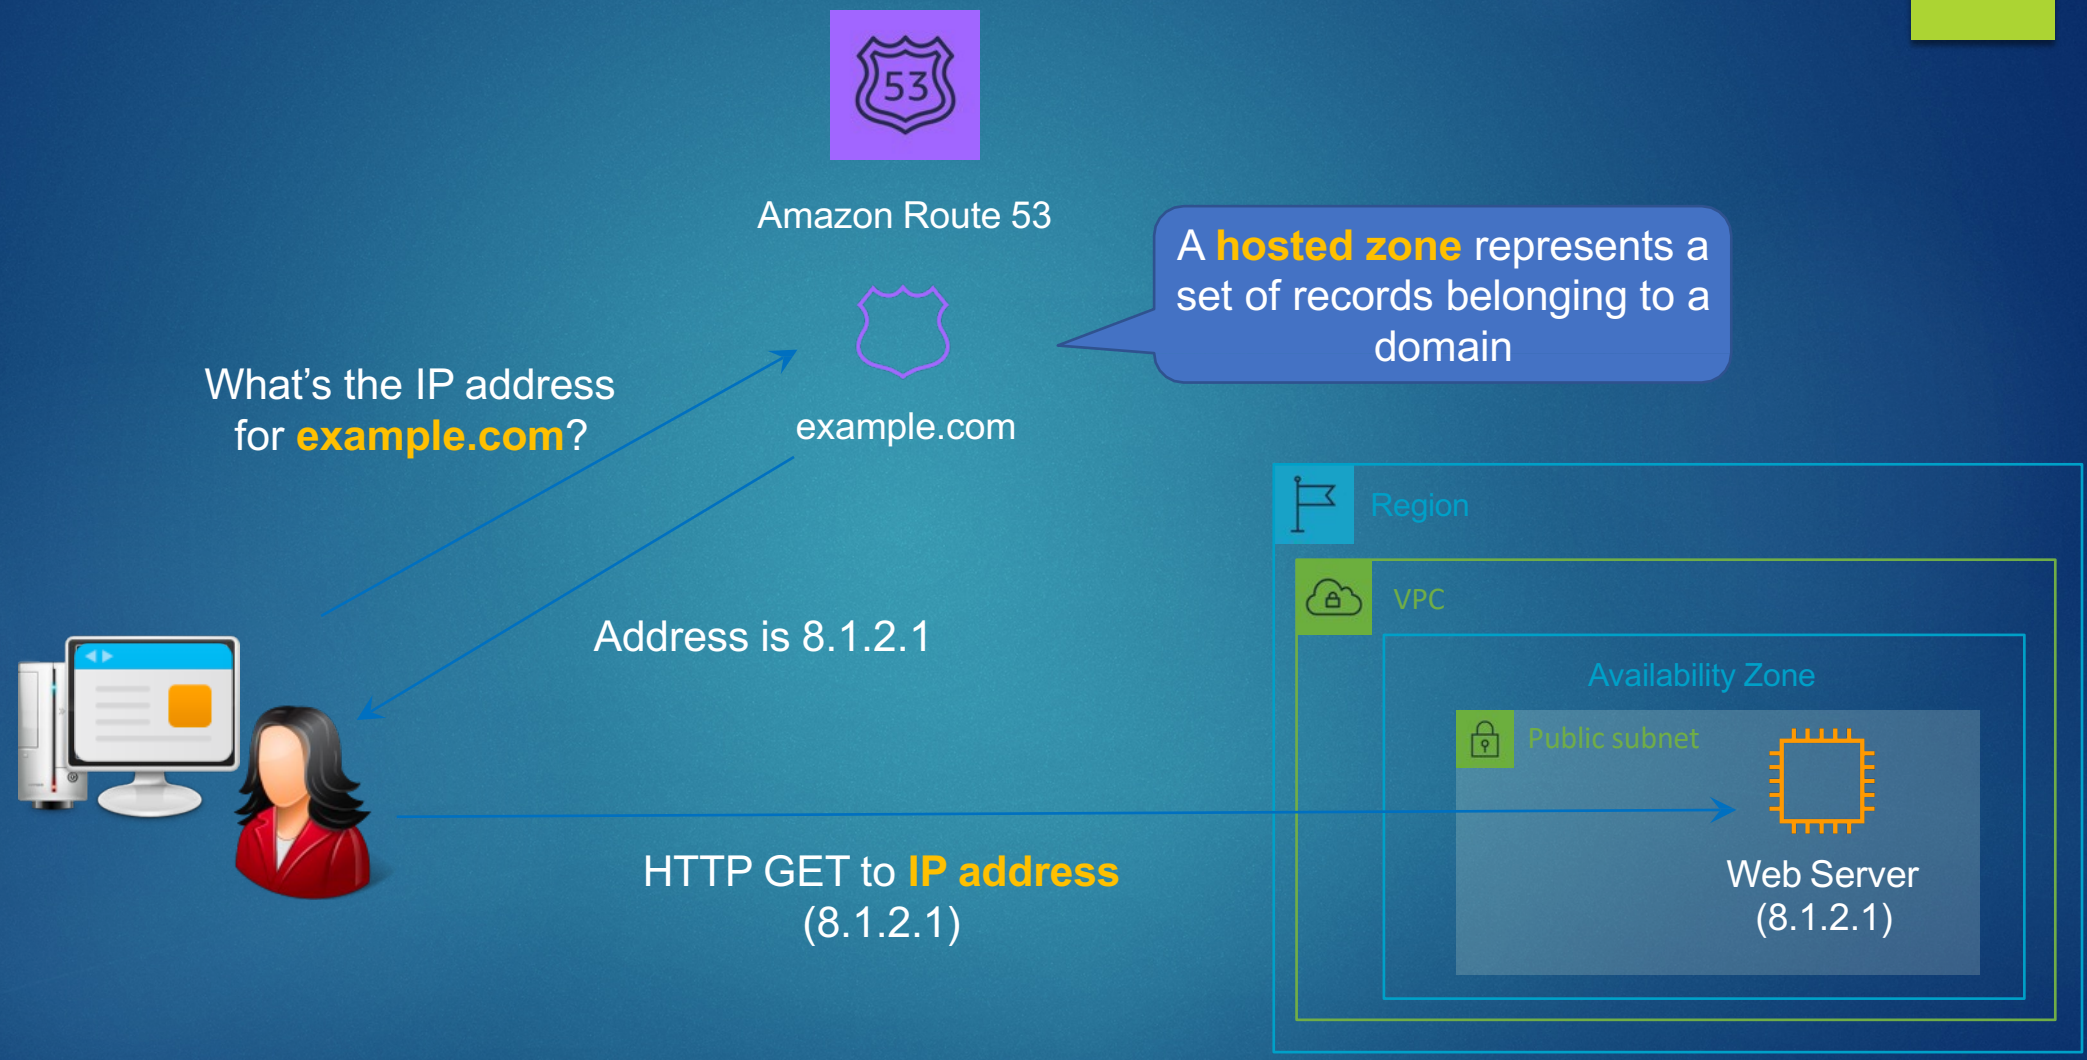 53
Amazon Route 53
A hosted zone represents a
set of records belonging to a
domain
What's the IP address
for example.com?
example.com
Region
VPC
Address is 8.1.2.1
Availability Zone
Public subnet
HTTP GET to IP address
(8.1.2.1)
Web Server
(8.1.2.1)